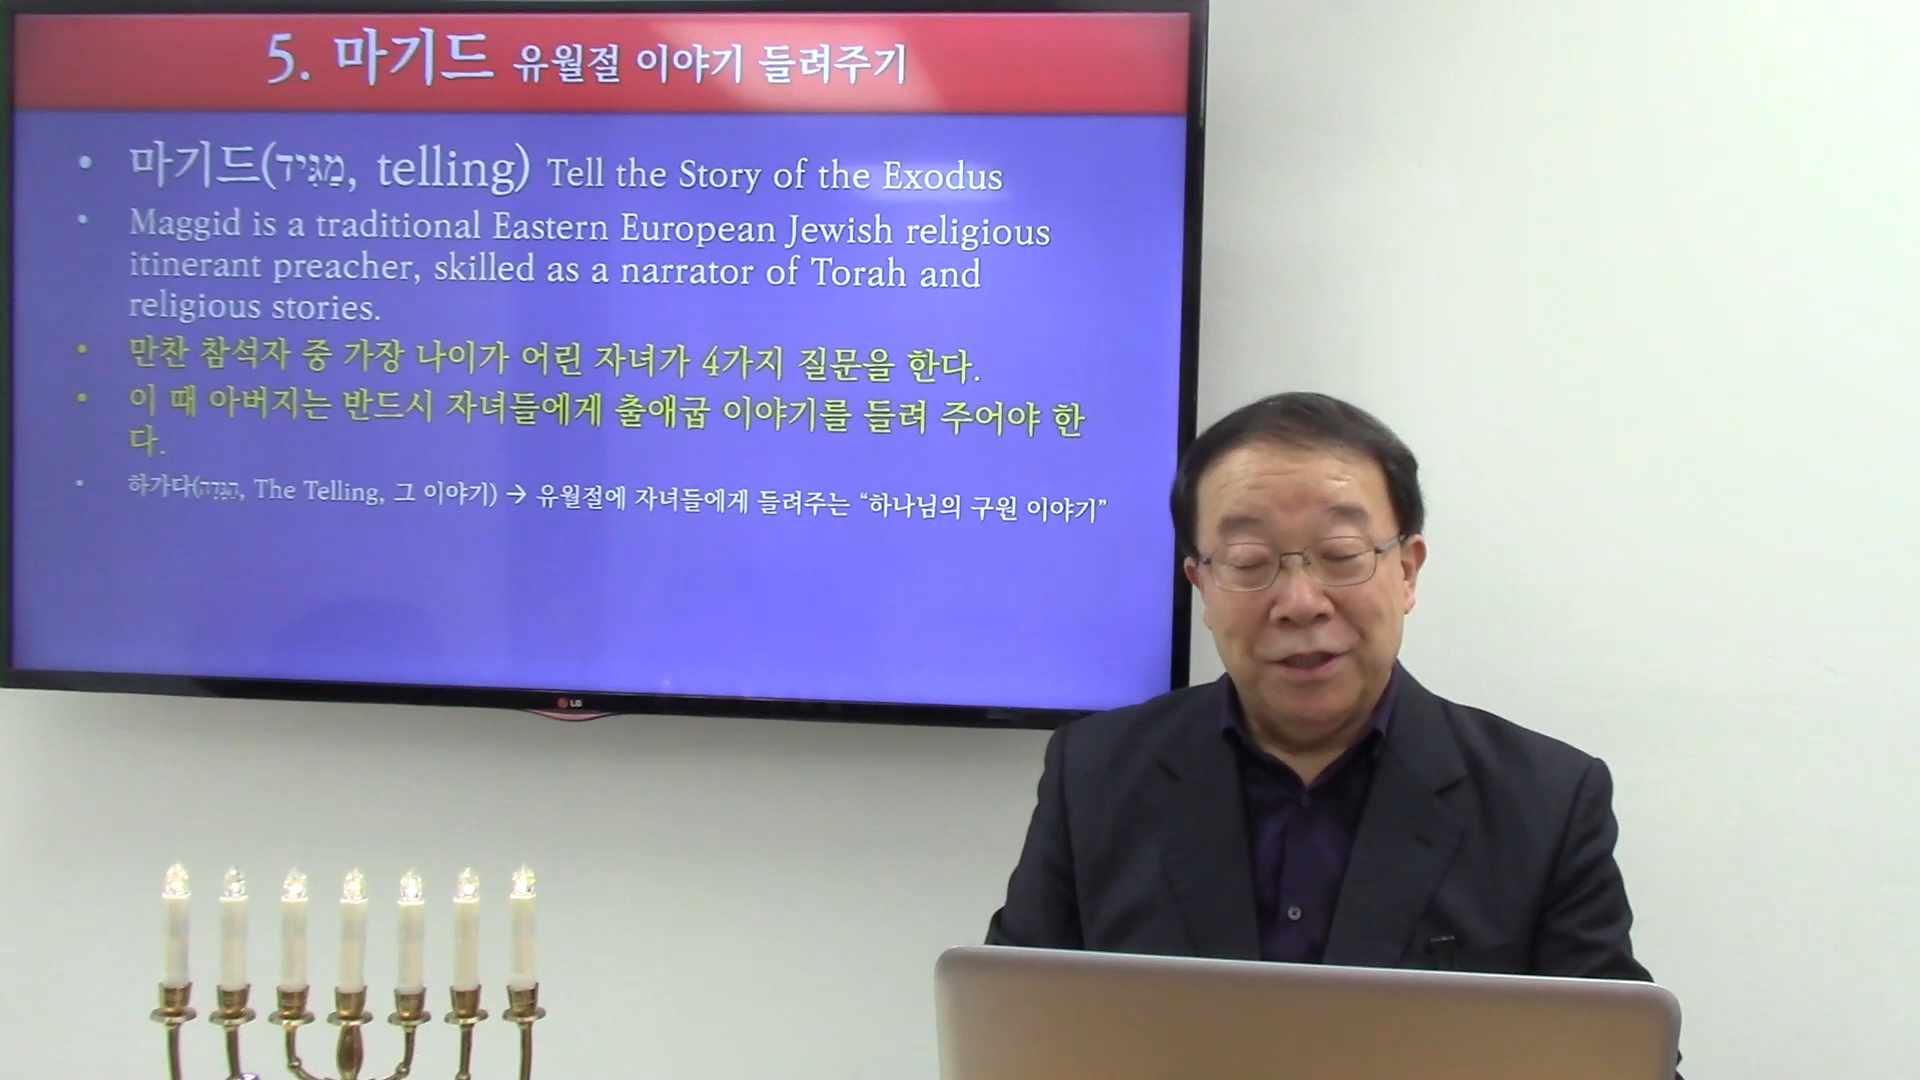 5. 마기드 유월절 이야기 들려주기
• 마기드(מַגִּיד, telling) Tell the Story of the Exodus
• Maggid is a traditional Eastern European Jewish religious
itinerant preacher, skilled as a narrator of Torah and
religious stories.
• 만찬 참석자 중 가장 나이가 어린 자녀가 4가지 질문을 한다.
• 이 때 아버지는 반드시 자녀들에게 출애굽 이야기를 들려 주어야 한
다.
• 하가다(הַגָּדָה, The Telling, 그 이야기) → 유월절에 자녀들에게 들려주는 “하나님의 구원 이야기”
LG